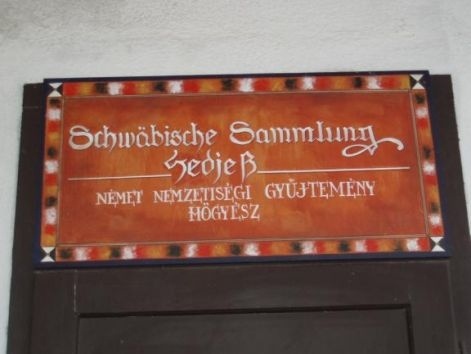 Schwäbische Sammlung
Hedjeß
NÉMET NEMZETISÉGI GYŰJTEMÉNY
HŐGYÉSZ